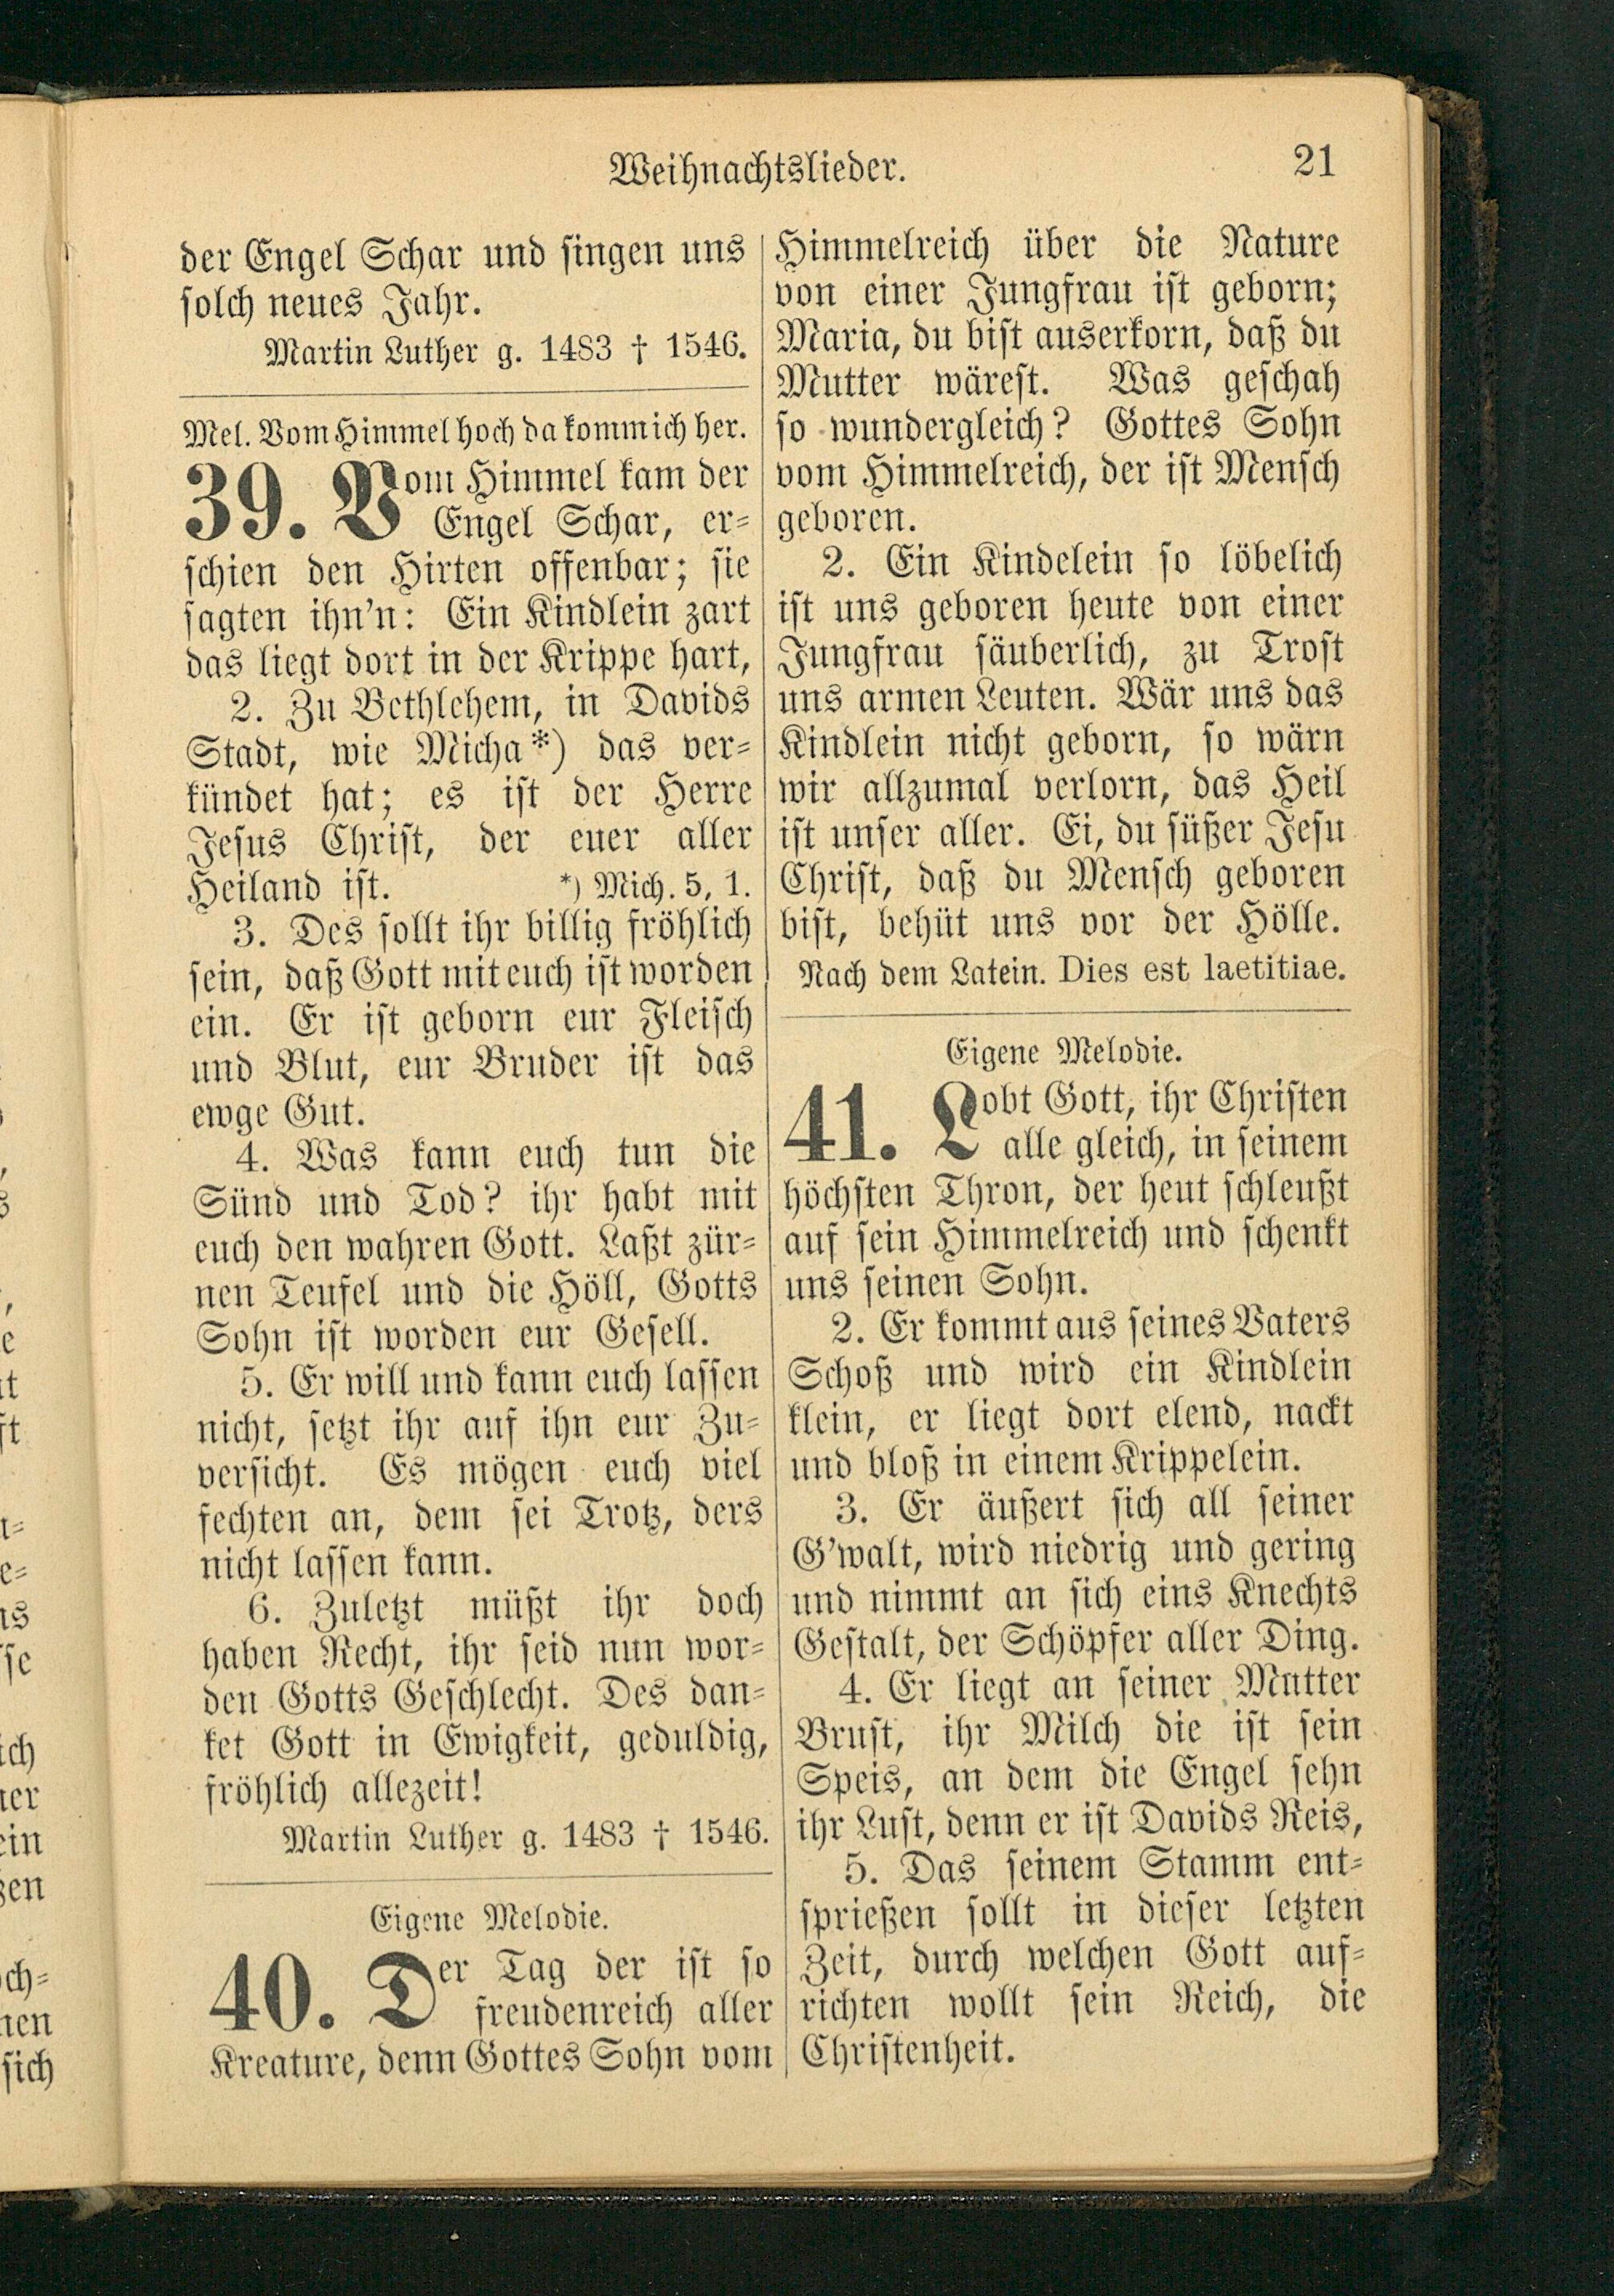 Weihnachtslieder.
21
der Engel Schar und singen uns
solch neues Jahr.
Martin Luther g. 1483 † 1546.
Mel. Vom Himmel hoch da komm ich her.
39. Vom Himmel kam der
Engel Schar, er-
schien den Hirten offenbar; sie
sagten ihn'n: Ein Kindlein zart
das liegt dort in der Krippe hart,
2. Zu Bethlehem, in Davids
Stadt, wie Micha*) das ver-
kündet hat; es ist der Herre
Jesus Christ, der euer aller
Heiland ist. *) Mich. 5, 1.
3. Des sollt ihr billig fröhlich
sein, daß Gott mit euch ist worden
ein. Er ist geborn eur Fleisch
und Blut, eur Bruder ist das
ewge Gut.
4. Was kann euch tun die
Sünd und Tod? ihr habt mit
euch den wahren Gott. Laßt zür-
nen Teufel und die Höll, Gotts
Sohn ist worden eur Gesell.
5. Er will und kann euch lassen
nicht, setzt ihr auf ihn eur Zu-
versicht. Es mögen euch viel
fechten an, dem sei Trotz, ders
nicht lassen kann.
6. Zuletzt müßt ihr doch
haben Recht, ihr seid nun wor-
den Gotts Geschlecht. Des dan-
ket Gott in Ewigkeit, geduldig,
fröhlich allezeit!
Martin Luther g. 1483 † 1546.
Eigene Melodie.
40. Der Tag der ist so
freudenreich aller
Kreature, denn Gottes Sohn vom
Himmelreich über die Nature
von einer Jungfrau ist geborn;
Maria, du bist auserkorn, daß du
Mutter wärest. Was geschah
so wundergleich? Gottes Sohn
vom Himmelreich, der ist Mensch
geboren.
2. Ein Kindelein so löbelich
ist uns geboren heute von einer
Jungfrau säuberlich, zu Trost
uns armen Leuten. Wär uns das
Kindlein nicht geborn, so wärn
wir allzumal verlorn, das Heil
ist unser aller. Ei, du süßer Jesu
Christ, daß du Mensch geboren
bist, behüt uns vor der Hölle.
Nach dem Latein. Dies est laetitiae.
Eigene Melodie.
41. Lobt Gott, ihr Christen
alle gleich, in seinem
höchsten Thron, der heut schleußt
auf sein Himmelreich und schenkt
uns seinen Sohn.
2. Er kommt aus seines Vaters
Schoß und wird ein Kindlein
klein, er liegt dort elend, nackt
und bloß in einem Krippelein.
3. Er äußert sich all seiner
G'walt, wird niedrig und gering
und nimmt an sich eins Knechts
Gestalt, der Schöpfer aller Ding.
4. Er liegt an seiner Mutter
Brust, ihr Milch die ist sein
Speis, an dem die Engel sehn
ihr Lust, denn er ist Davids Reis,
5. Das seinem Stamm ent-
sprießen sollt in dieser letzten
Zeit, durch welchen Gott auf-
richten wollt sein Reich, die
Christenheit.